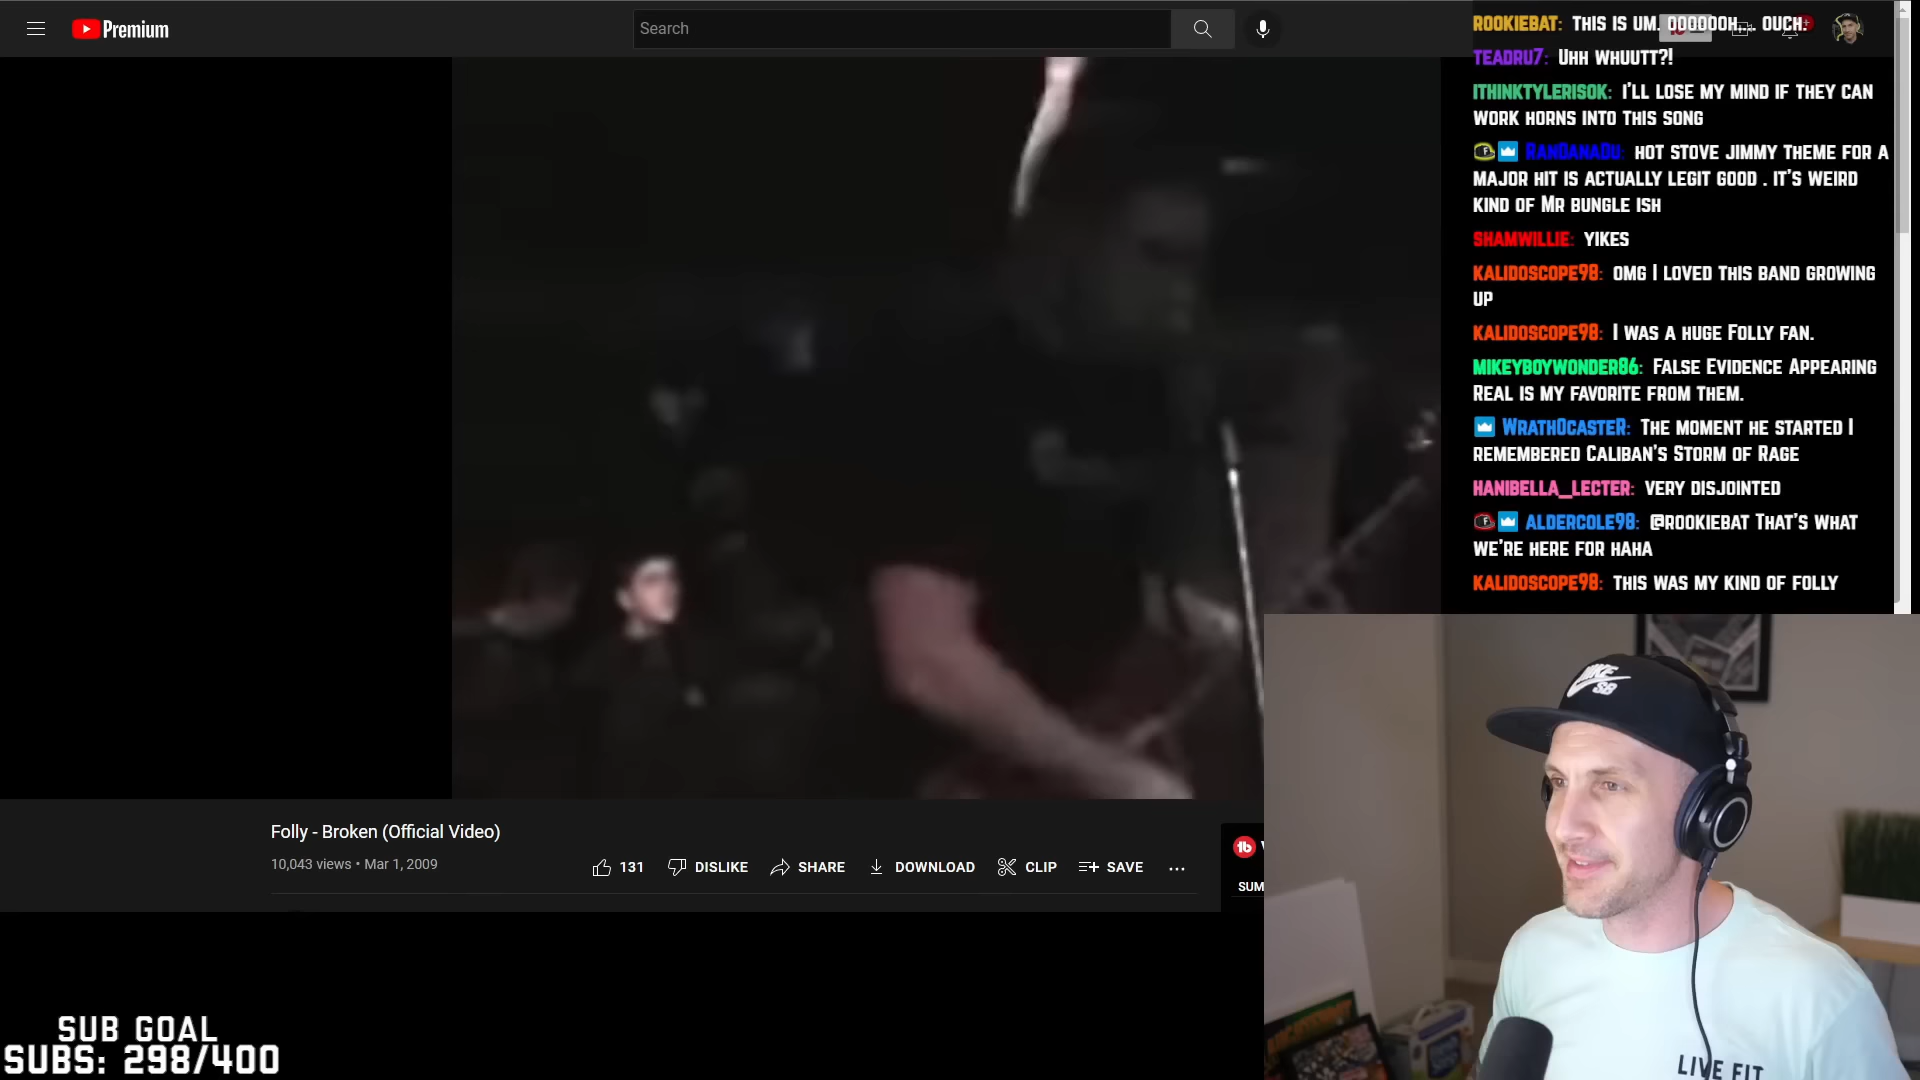 Premium
Search
ROOKIEBAT: THIS IS UM. OOOOOOH.... OUCH.
TEADRU7: UHH WHUUTT?!
ITHINKTYLERISOK: I'LL LOSE MY MIND IF THEY CAN
WORK HORNS INTO THIS SONG
RANDANADU: HOT STOVE JIMMY THEME FOR A
MAJOR HIT IS ACTUALLY LEGIT GOOD . IT'S WEIRD
KIND OF MR BUNGLE ISH
SHAMWILLIE: YIKES
KALIDOSCOPE98: OMG I LOVED THIS BAND GROWING
UP
KALIDOSCOPE98: I WAS A HUGE FOLLY FAN.
MIKEYBOYWONDER86: FALSE EVIDENCE APPEARING
REAL IS MY FAVORITE FROM THEM.
WRATHOCASTER: THE MOMENT HE STARTED I
REMEMBERED CALIBAN'S STORM OF RAGE
HANIBELLA_LECTER: VERY DISJOINTED
ALDERCOLE98: @ROOKIEBAT THAT'S WHAT
WE'RE HERE FOR HAHA
KALIDOSCOPE98: THIS WAS MY KIND OF FOLLY
NIKE
SB
Folly - Broken (Official Video)
10,043 views • Mar 1, 2009
131 DISLIKE SHARE DOWNLOAD CLIP SAVE ...
SUM
SUB GOAL
SUBS: 298/400
LIVE FIT